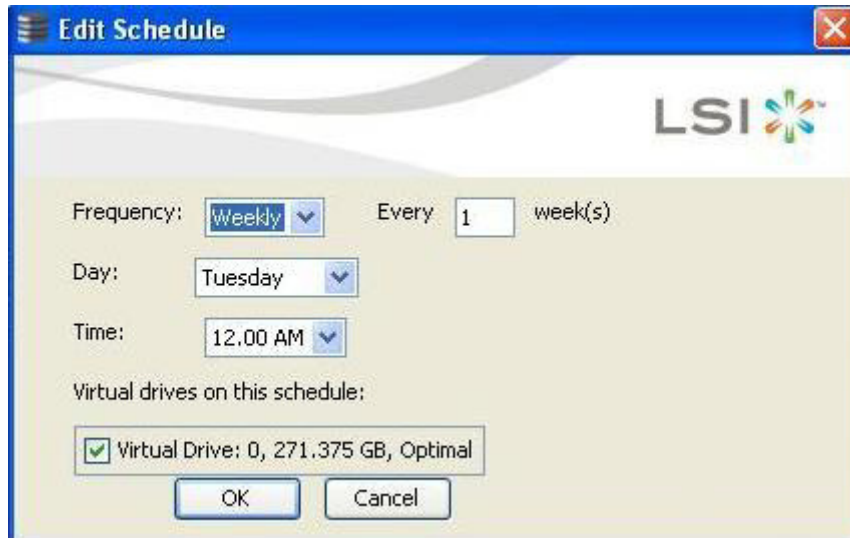 Edit Schedule
LSI™
Frequency: Weekly Every 1 week(s)
Day: Tuesday
Time: 12.00 AM
Virtual drives on this schedule:
Virtual Drive: 0, 271.375 GB, Optimal
OK Cancel